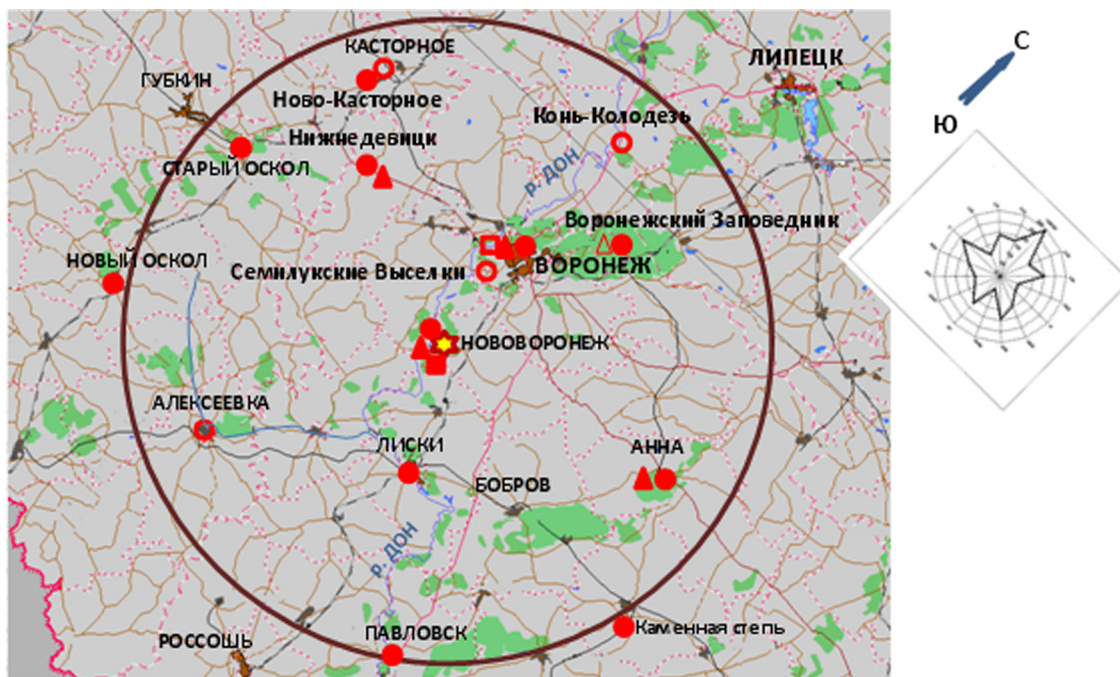 КАСТОРНОЕ
С
ЛИПЕЦК
ГУБКИН
Ново-Касторное
Конь-Колодезь
Ю
Нижнедевицк
СТАРЫЙ ОСКОЛ
р. ДОН
Воронежский Заповедник
НОВЫЙ ОСКОЛ
Семилукские Выселки
ВОРОНЕЖ
НОВОВОРОНЕЖ
АЛЕКСЕЕВКА
ЛИСКИ
АННА
БОБРОВ
р. ДОН
ПАВЛОВСК
Каменная степь
РОССОШЬ